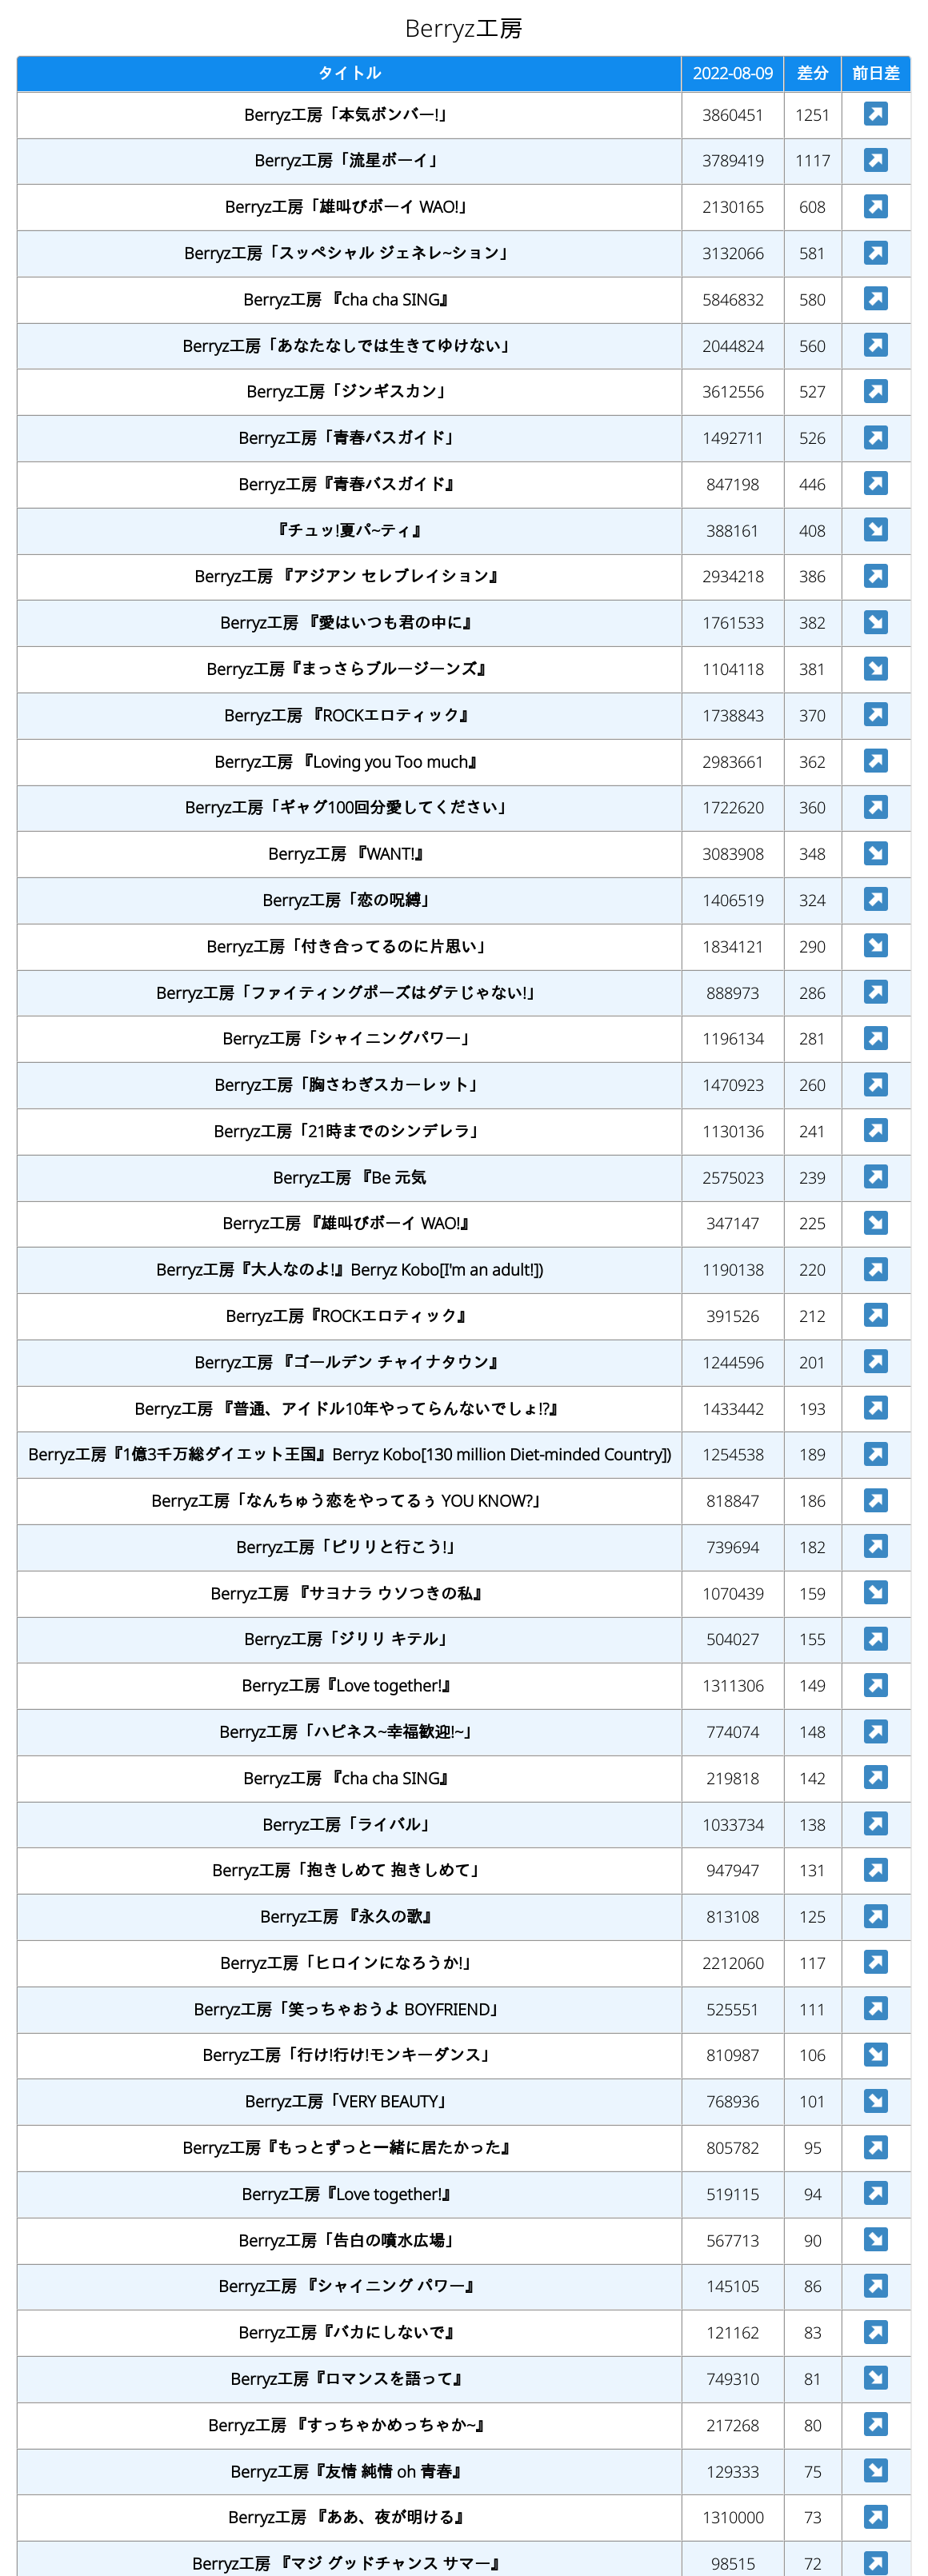 Berryz工房
タイトル 2022-08-09 差分 前日差
Berryz工房「本気ボンバー!」 3860451 1251
Berryz工房「流星ボーイ」 3789419 1117
Berryz工房「雄叫びボーイ WAO!」 2130165 608
Berryz工房「スッペシャル ジェネレ~ション」 3132066 581
Berryz工房 『cha cha SING』 5846832 580
Berryz工房「あなたなしでは生きてゆけない」 2044824 560
Berryz工房「ジンギスカン」 3612556 527
Berryz工房「青春バスガイド」 1492711 526
Berryz工房『青春バスガイド』 847198 446
『チュッ!夏パ~ティ』 388161 408
Berryz工房 『アジアン セレブレイション』 2934218 386
Berryz工房 『愛はいつも君の中に』 1761533 382
Berryz工房『まっさらブルージーンズ』 1104118 381
Berryz工房 『ROCKエロティック』 1738843 370
Berryz工房 『Loving you Too much』 2983661 362
Berryz工房「ギャグ100回分愛してください」 1722620 360
Berryz工房 『WANT!』 3083908 348
Berryz工房「恋の呪縛」 1406519 324
Berryz工房「付き合ってるのに片思い」 1834121 290
Berryz工房「ファイティングポーズはダテじゃない!」 888973 286
Berryz工房「シャイニングパワー」 1196134 281
Berryz工房「胸さわぎスカーレット」 1470923 260
Berryz工房「21時までのシンデレラ」 1130136 241
Berryz工房 『Be 元気 2575023 239
Berryz工房 『雄叫びボーイ WAO!』 347147 225
Berryz工房『大人なのよ!』Berryz Kobo[I'm an adult!]) 1190138 220
Berryz工房『ROCKエロティック』 391526 212
Berryz工房 『ゴールデン チャイナタウン』 1244596 201
Berryz工房 『普通、アイドル10年やってらんないでしょ!?』 1433442 193
Berryz工房『1億3千万総ダイエット王国』Berryz Kobo[130 million Diet-minded Country]) 1254538 189
Berryz工房「なんちゅう恋をやってるぅ YOU KNOW?」 818847 186
Berryz工房「ピリリと行こう!」 739694 182
Berryz工房 『サヨナラ ウソつきの私』 1070439 159
Berryz工房「ジリリ キテル」 504027 155
Berryz工房『Love together!』 1311306 149
Berryz工房「ハピネス~幸福歓迎!~」 774074 148
Berryz工房 『cha cha SING』 219818 142
Berryz工房「ライバル」 1033734 138
Berryz工房「抱きしめて 抱きしめて」 947947 131
Berryz工房 『永久の歌』 813108 125
Berryz工房「ヒロインになろうか!」 2212060 117
Berryz工房「笑っちゃおうよ BOYFRIEND」 525551 111
Berryz工房「行け!行け!モンキーダンス」 810987 106
Berryz工房「VERY BEAUTY」 768936 101
Berryz工房『もっとずっと一緒に居たかった』 805782 95
Berryz工房『Love together!』 519115 94
Berryz工房「告白の噴水広場」 567713 90
Berryz工房 『シャイニング パワー』 145105 86
Berryz工房『バカにしないで』 121162 83
Berryz工房『ロマンスを語って』 749310 81
Berryz工房 『すっちゃかめっちゃか~』 217268 80
Berryz工房『友情 純情 oh 青春』 129333 75
Berryz工房 『ああ、夜が明ける』 1310000 73
Berryz工房 『マジ グッドチャンス サマー』 98515 72